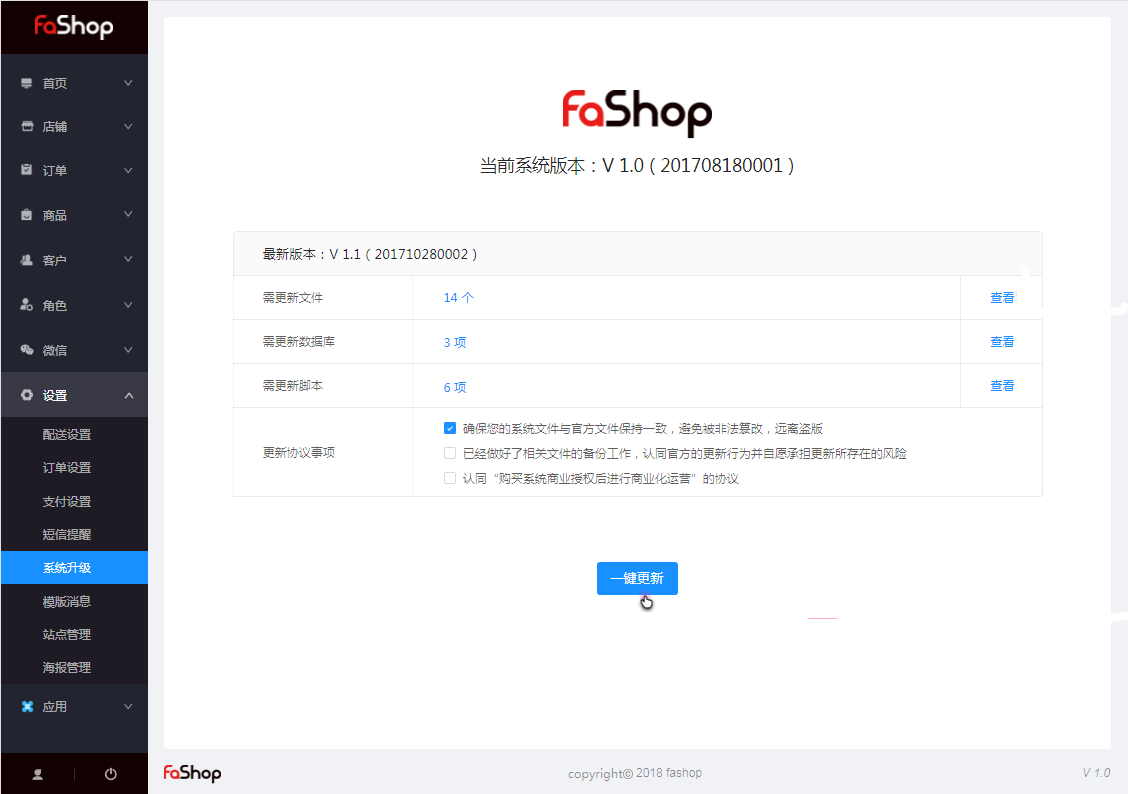 faShop
首页
店铺
订单
商品
客户
角色
微信
设置
配送设置
订单设置
支付设置
短信提醒
系统升级
模版消息
站点管理
海报管理
应用
faShop
当前系统版本：V 1.0 ( 201708180001 )
最新版本：V 1.1 ( 201710280002 )
需更新文件 14 个 查看
需更新数据库 3 项 查看
需更新脚本 6 项 查看
更新协议事项
确保您的系统文件与官方文件保持一致，避免被非法篡改，远离盗版
已经做好了相关文件的备份工作，认同官方的更新行为并自愿承担更新所存在的风险
认同“购买系统商业授权后进行商业化运营”的协议
一键更新
faShop
copyright© 2018 fashop
V 1.0